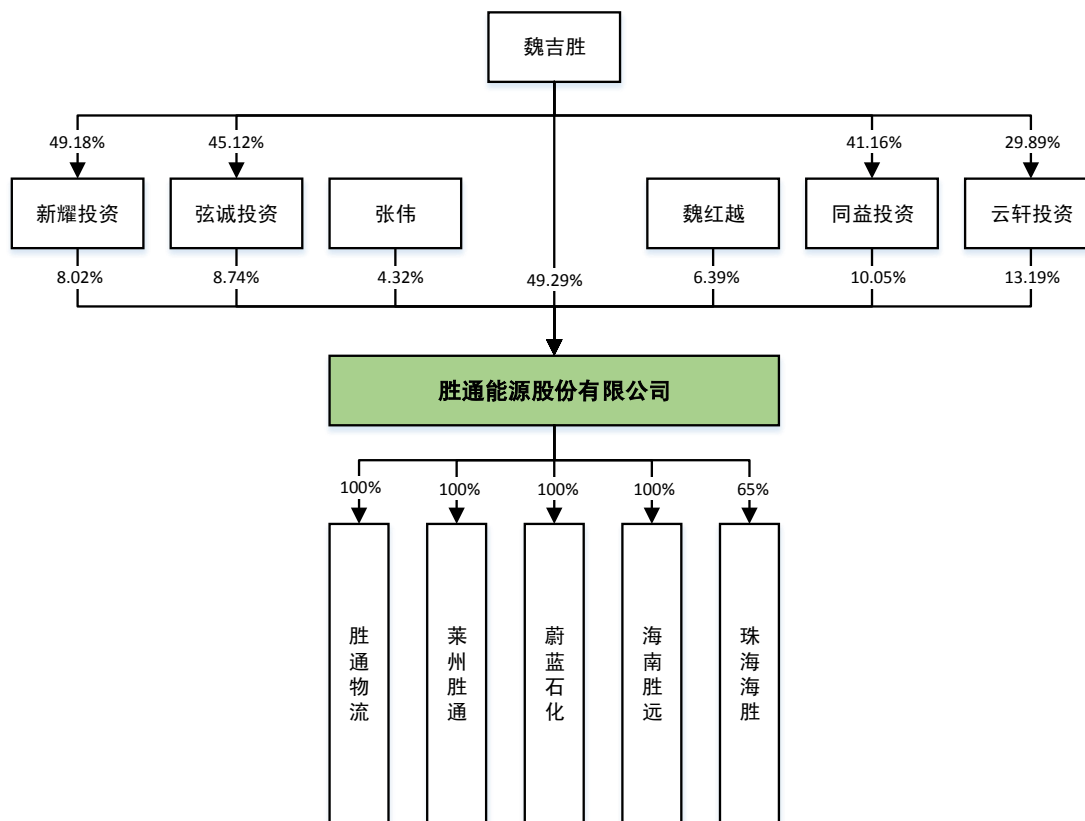 魏吉胜
49.18%
45.12%
41.16%
29.89%
新耀投资
弦诚投资
张伟
魏红越
同益投资
云轩投资
8.02%
8.74%
4.32%
49.29%
6.39%
10.05%
13.19%
胜通能源股份有限公司
100%
100%
100%
100%
65%
胜通物流
莱州胜通
蔚蓝石化
海南胜远
珠海海胜